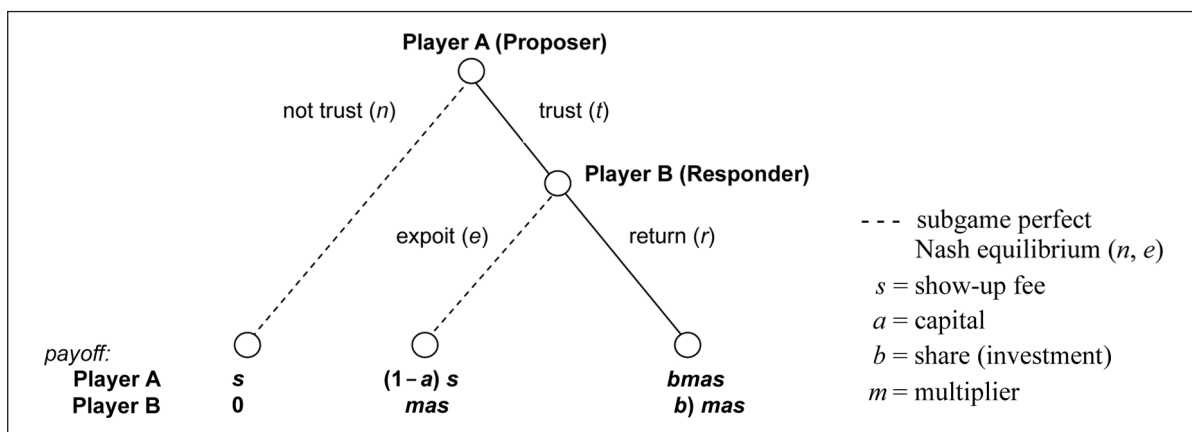 Player A (Proposer)
not trust (n)
trust (t)
Player B (Responder)
expoit (e)
return (r)
--- subgame perfect
Nash equilibrium (n, e)
s = show-up fee
a = capital
b = share (investment)
m = multiplier
payoff:
Player A s (1 – a) s bmas
Player B 0 mas b) mas